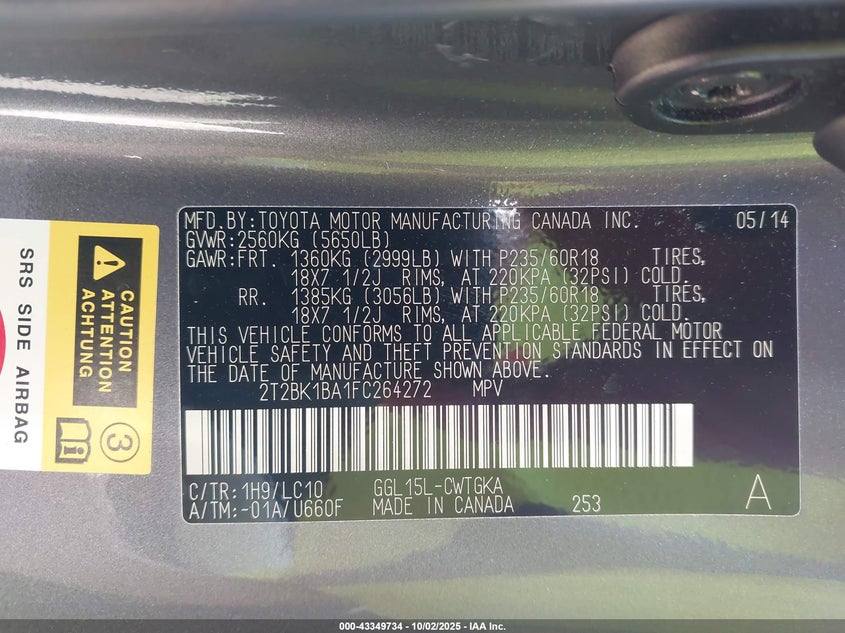 MFD.BY:TOYOTA MOTOR MANUFACTURING CANADA INC. 05/14
GVWR:2560KG (5650LB)
GAWR:FRT. 1360KG (2999LB) WITH P235/60R18 TIRES,
18X7 1/2J RIMS, AT 220KPA (32PSI) COLD.
RR. 1385KG (3056LB) WITH P235/60R18 TIRES,
18X7 1/2J RIMS, AT 220KPA (32PSI) COLD.
THIS VEHICLE CONFORMS TO ALL APPLICABLE FEDERAL MOTOR
VEHICLE SAFETY AND THEFT PREVENTION STANDARDS IN EFFECT ON
THE DATE OF MANUFACTURE SHOWN ABOVE.
2T2BK1BA1FC264272 MPV
C/TR:1H9/LC10 GGL15L-CWTGKA
A/TM:-01A/U660F MADE IN CANADA 253 A
CAUTION
ATTENTION
ACHTUNG
3
SRS SIDE AIRBAG
000-43349734 - 10/02/2025 - IAA Inc.